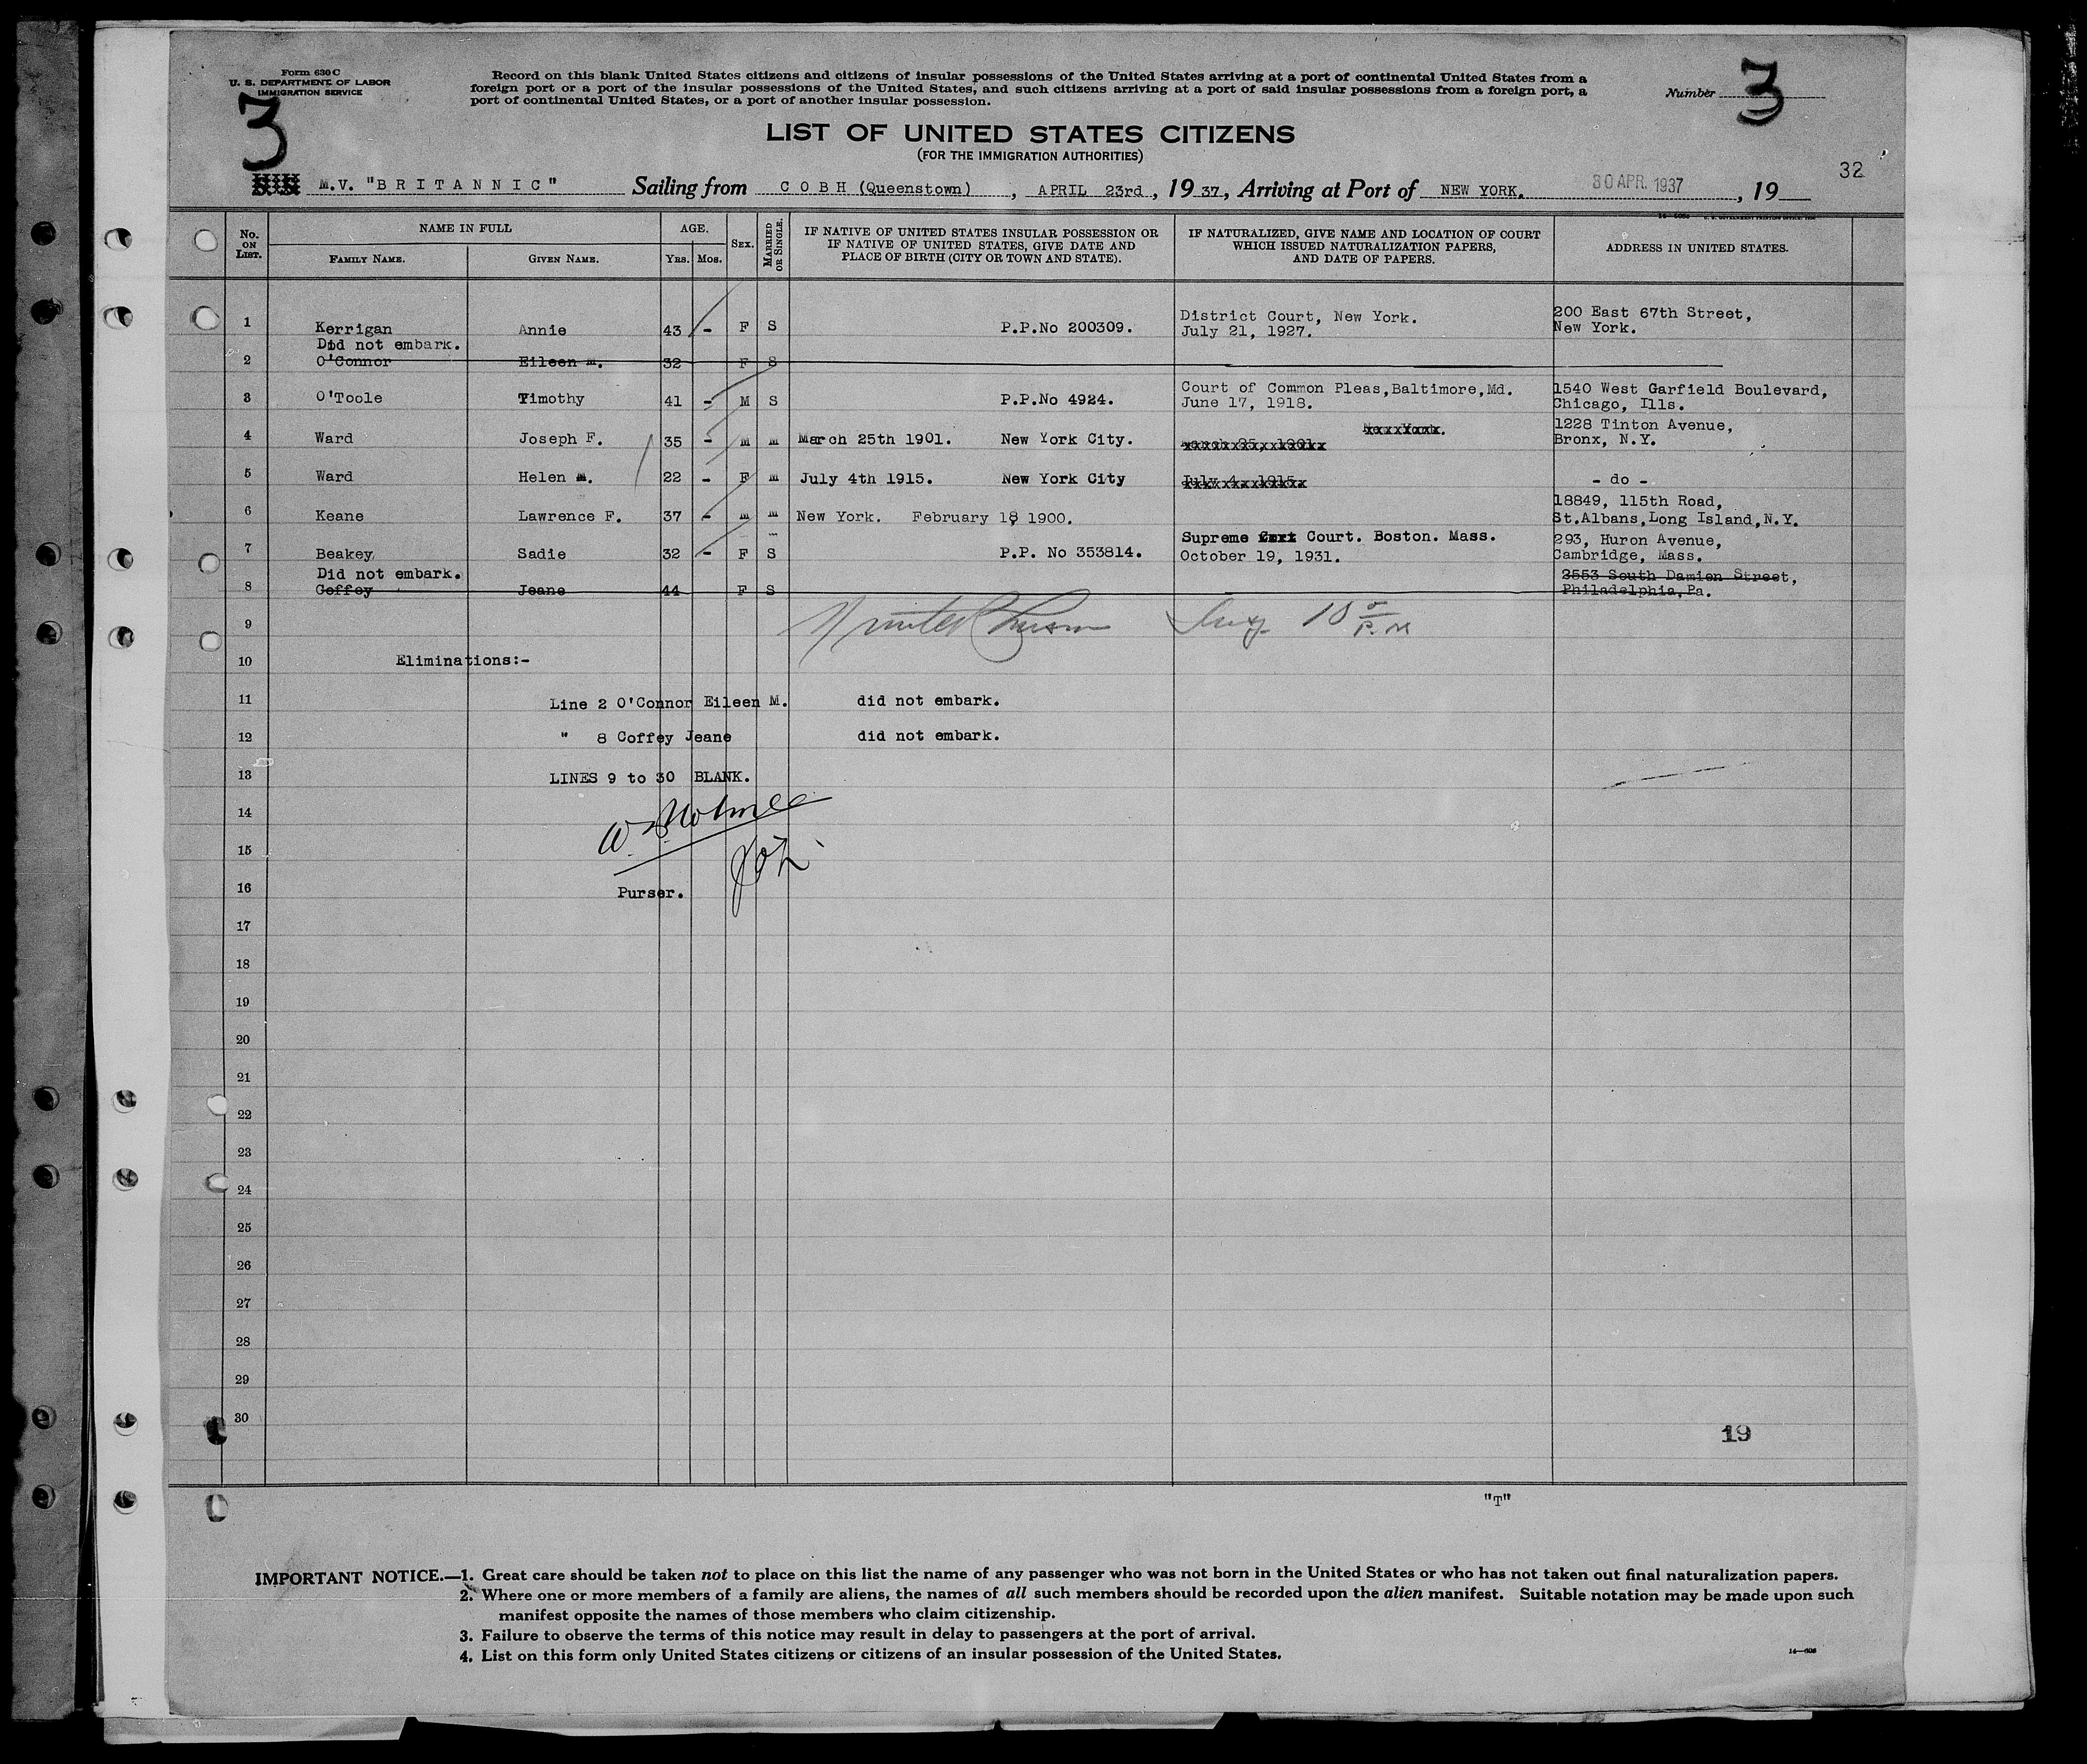 Form 630 C
U. S. DEPARTMENT OF LABOR
IMMIGRATION SERVICE
3
Record on this blank United States citizens and citizens of insular possessions of the United States arriving at a port of continental United States from a
foreign port or a port of the insular possessions of the United States, and such citizens arriving at a port of said insular possessions from a foreign port, a
port of continental United States, or a port of another insular possession.
Number 3
LIST OF UNITED STATES CITIZENS
(FOR THE IMMIGRATION AUTHORITIES)
32
M.V. "BRITANNIC" Sailing from COBH (Queenstown), APRIL 23rd, 1937, Arriving at Port of NEW YORK. 30 APR. 1937, 19
No. ON LIST. NAME IN FULL AGE. SEX. MARRIED OR SINGLE. IF NATIVE OF UNITED STATES INSULAR POSSESSION OR IF NATIVE OF UNITED STATES, GIVE DATE AND PLACE OF BIRTH (CITY OR TOWN AND STATE). IF NATURALIZED, GIVE NAME AND LOCATION OF COURT WHICH ISSUED NATURALIZATION PAPERS, AND DATE OF PAPERS. ADDRESS IN UNITED STATES.
FAMILY NAME. GIVEN NAME. YRS. MOS.
1 Kerrigan Annie 43 - F S P.P.No 200309. District Court, New York. July 21, 1927. 200 East 67th Street, New York.
Did not embark.
2 O'Connor Eileen M. 32 F S
3 O'Toole Timothy 41 - M S P.P.No 4924. Court of Common Pleas,Baltimore,Md. June 17, 1918. 1540 West Garfield Boulevard, Chicago, Ills.
4 Ward Joseph F. 35 - M M March 25th 1901. New York City. March 25, 1901. New York. 1228 Tinton Avenue, Bronx, N.Y.
5 Ward Helen M. 22 - F M July 4th 1915. New York City July 4, 1915. - do -
6 Keane Lawrence F. 37 - M M New York. February 18 1900. 18849, 115th Road, St.Albans,Long Island,N.Y.
7 Beakey Sadie 32 - F S P.P. No 353814. Supreme Court. Boston. Mass. October 19, 1931. 293, Huron Avenue, Cambridge, Mass.
Did not embark.
8 Coffey Jeane 44 F S 2553 South Damien Street, Philadelphia,Pa.
9 10 P.M
10 Eliminations:-
11 Line 2 O'Connor Eileen M. did not embark.
12 " 8 Coffey Jeane did not embark.
13 LINES 9 to 30 BLANK.
14
15
16 Purser.
17
18
19
20
21
22
23
24
25
26
27
28
29
30
19
"T"
IMPORTANT NOTICE.—1. Great care should be taken not to place on this list the name of any passenger who was not born in the United States or who has not taken out final naturalization papers.
2. Where one or more members of a family are aliens, the names of all such members should be recorded upon the alien manifest. Suitable notation may be made upon such
manifest opposite the names of those members who claim citizenship.
3. Failure to observe the terms of this notice may result in delay to passengers at the port of arrival.
4. List on this form only United States citizens or citizens of an insular possession of the United States.